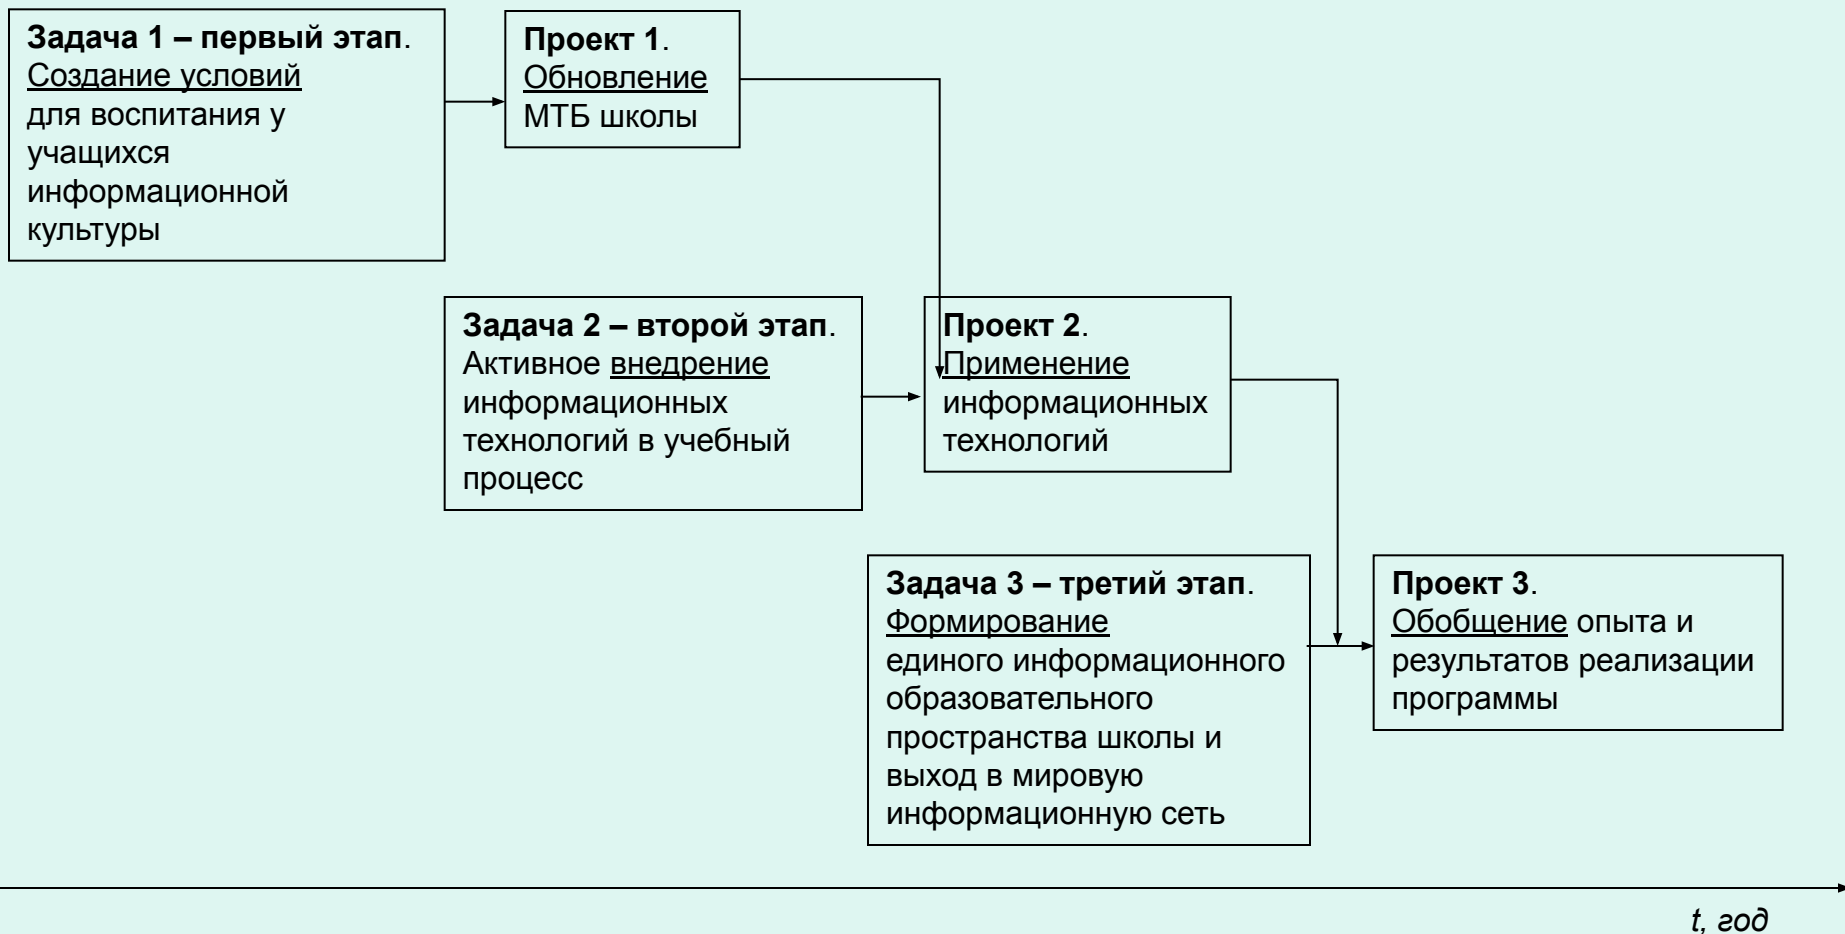 Задача 1 – первый этап.
Создание условий
для воспитания у
учащихся
информационной
культуры
Проект 1.
Обновление
МТБ школы
Задача 2 – второй этап.
Активное внедрение
информационных
технологий в учебный
процесс
Проект 2.
Применение
информационных
технологий
Задача 3 – третий этап.
Формирование
единого информационного
образовательного
пространства школы и
выход в мировую
информационную сеть
Проект 3.
Обобщение опыта и
результатов реализации
программы
t, год